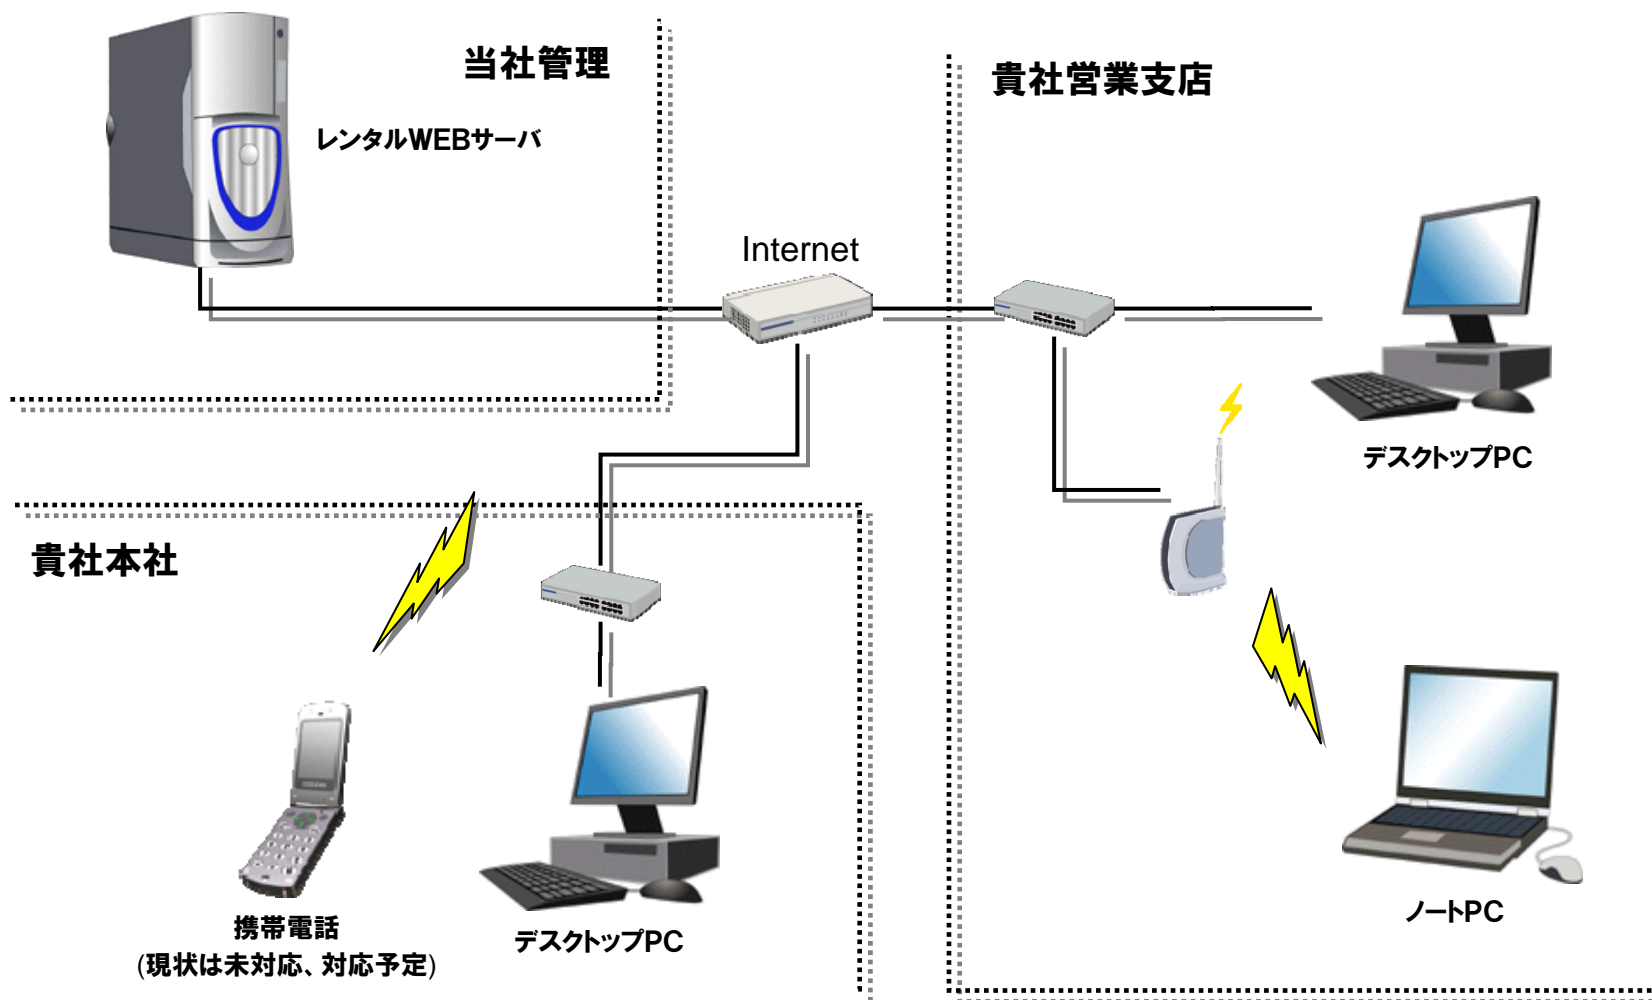 当社管理
貴社営業支店
レンタルWEBサーバ
Internet
デスクトップPC
貴社本社
ノートPC
携帯電話
(現状は未対応、対応予定)
デスクトップPC